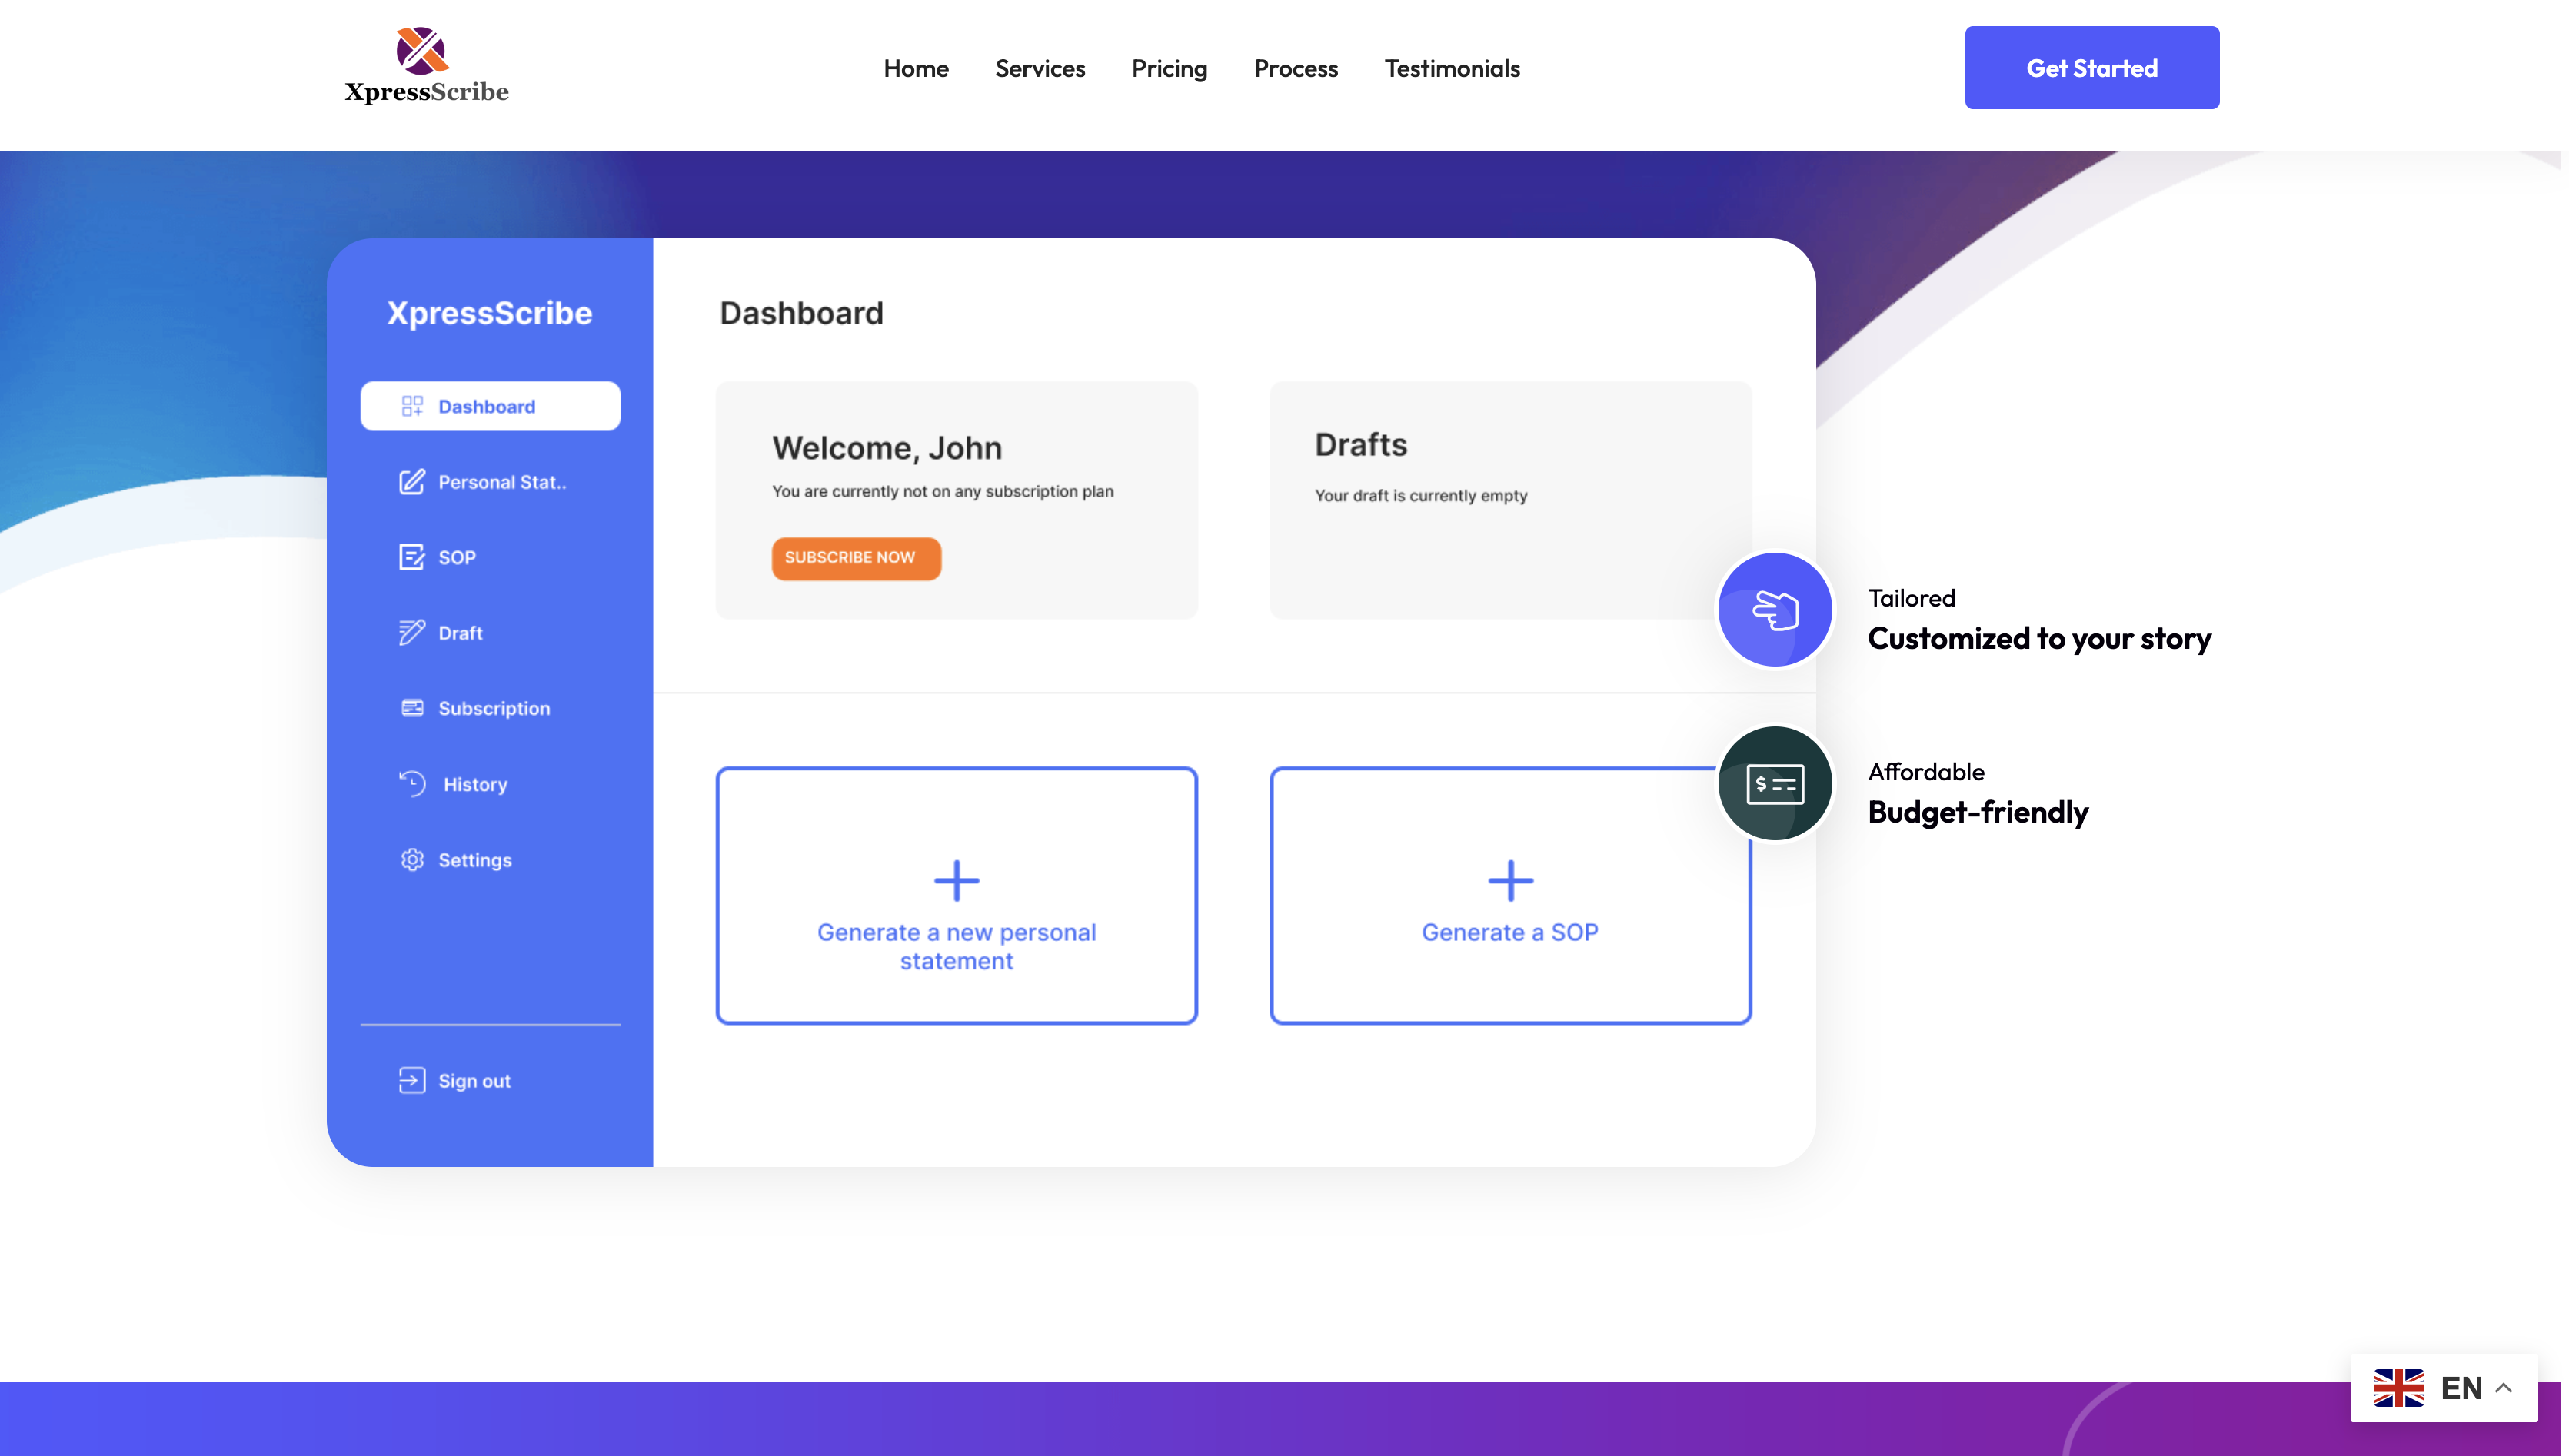 XpressScribe
Home Services Pricing Process Testimonials
Get Started
XpressScribe
Dashboard
Personal Stat..
SOP
Draft
Subscription
History
Settings
Sign out
Dashboard
Welcome, John
You are currently not on any subscription plan
SUBSCRIBE NOW
Drafts
Your draft is currently empty
Generate a new personal
statement
Generate a SOP
Tailored
Customized to your story
$
Affordable
Budget-friendly
EN